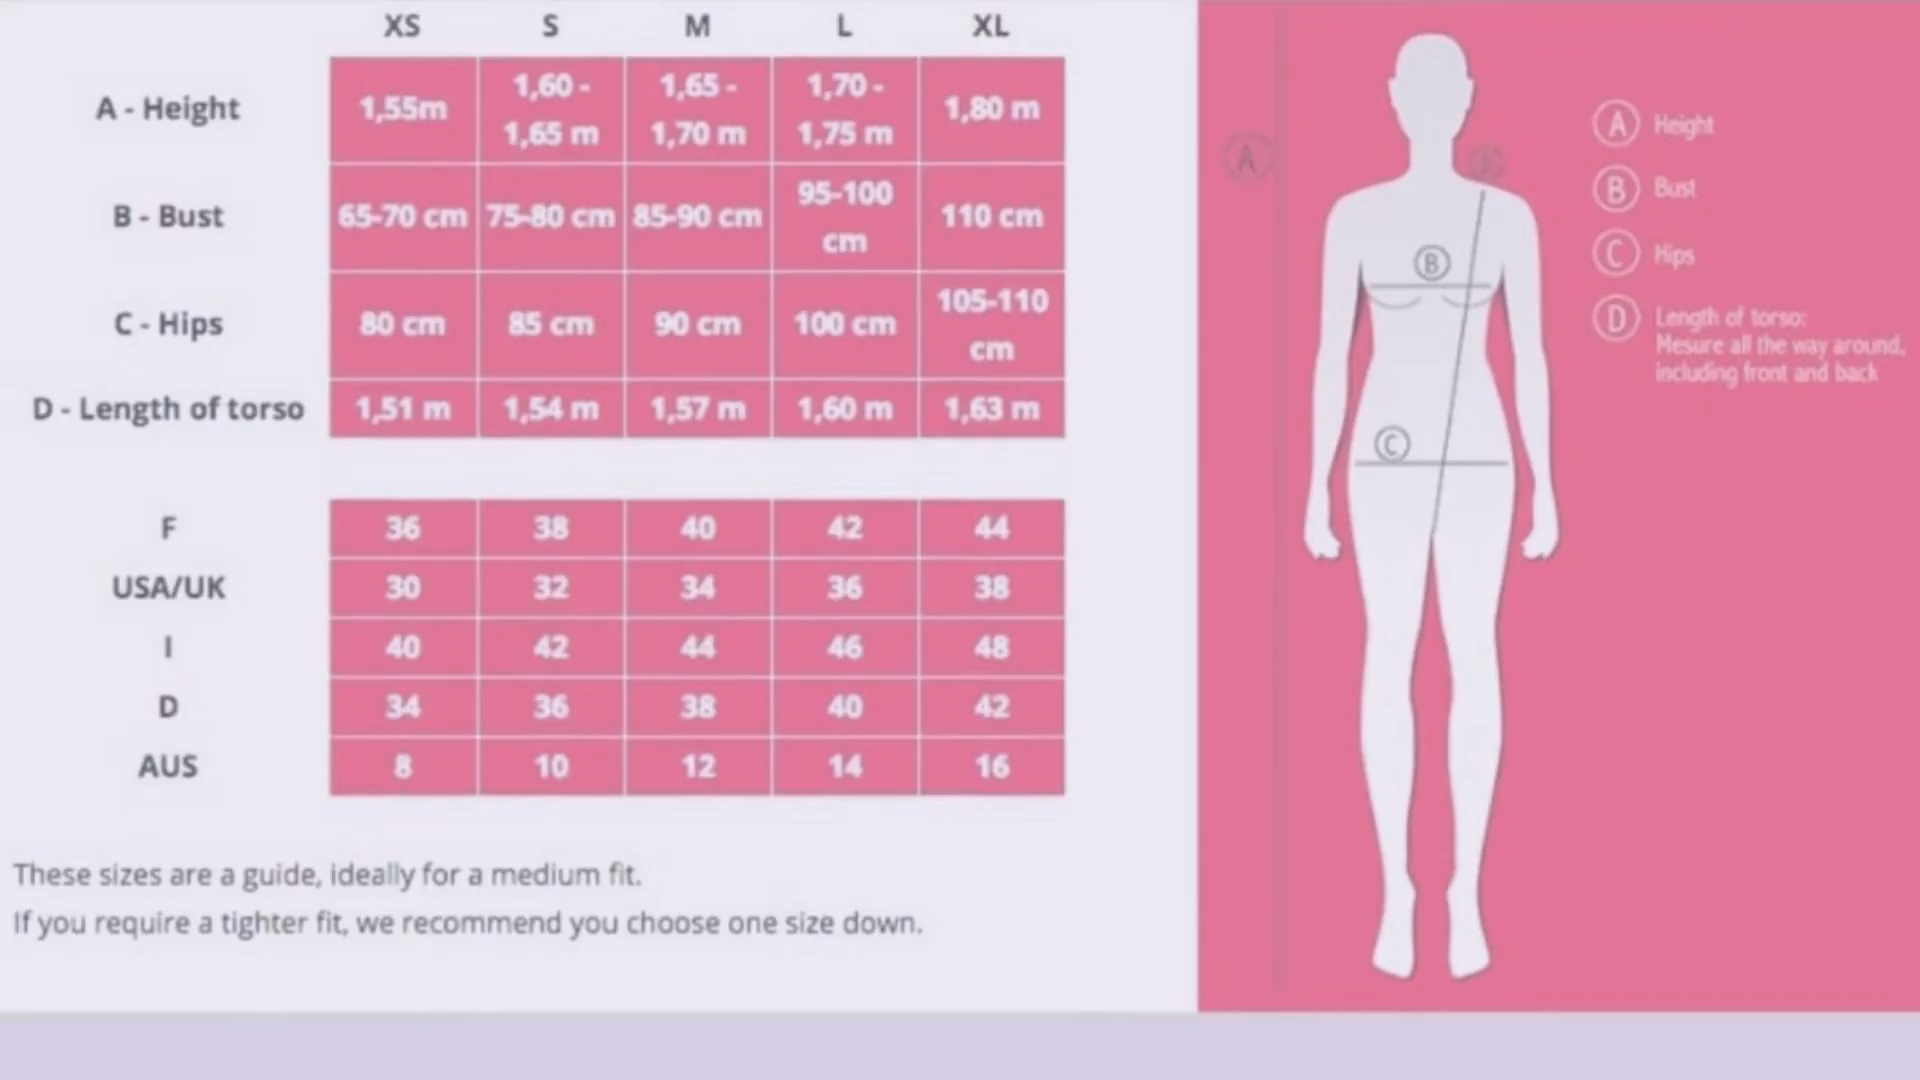 XS S M L XL
A - Height 1,55m 1,60 - 1,65 m 1,65 - 1,70 m 1,70 - 1,75 m 1,80 m
B - Bust 65-70 cm 75-80 cm 85-90 cm 95-100 cm 110 cm
C - Hips 80 cm 85 cm 90 cm 100 cm 105-110 cm
D - Length of torso 1,51 m 1,54 m 1,57 m 1,60 m 1,63 m
F 36 38 40 42 44
USA/UK 30 32 34 36 38
I 40 42 44 46 48
D 34 36 38 40 42
AUS 8 10 12 14 16
These sizes are a guide, ideally for a medium fit.
If you require a tighter fit, we recommend you choose one size down.
A
D
B
C
A Height
B Bust
C Hips
D Length of torso:
Mesure all the way around,
including front and back